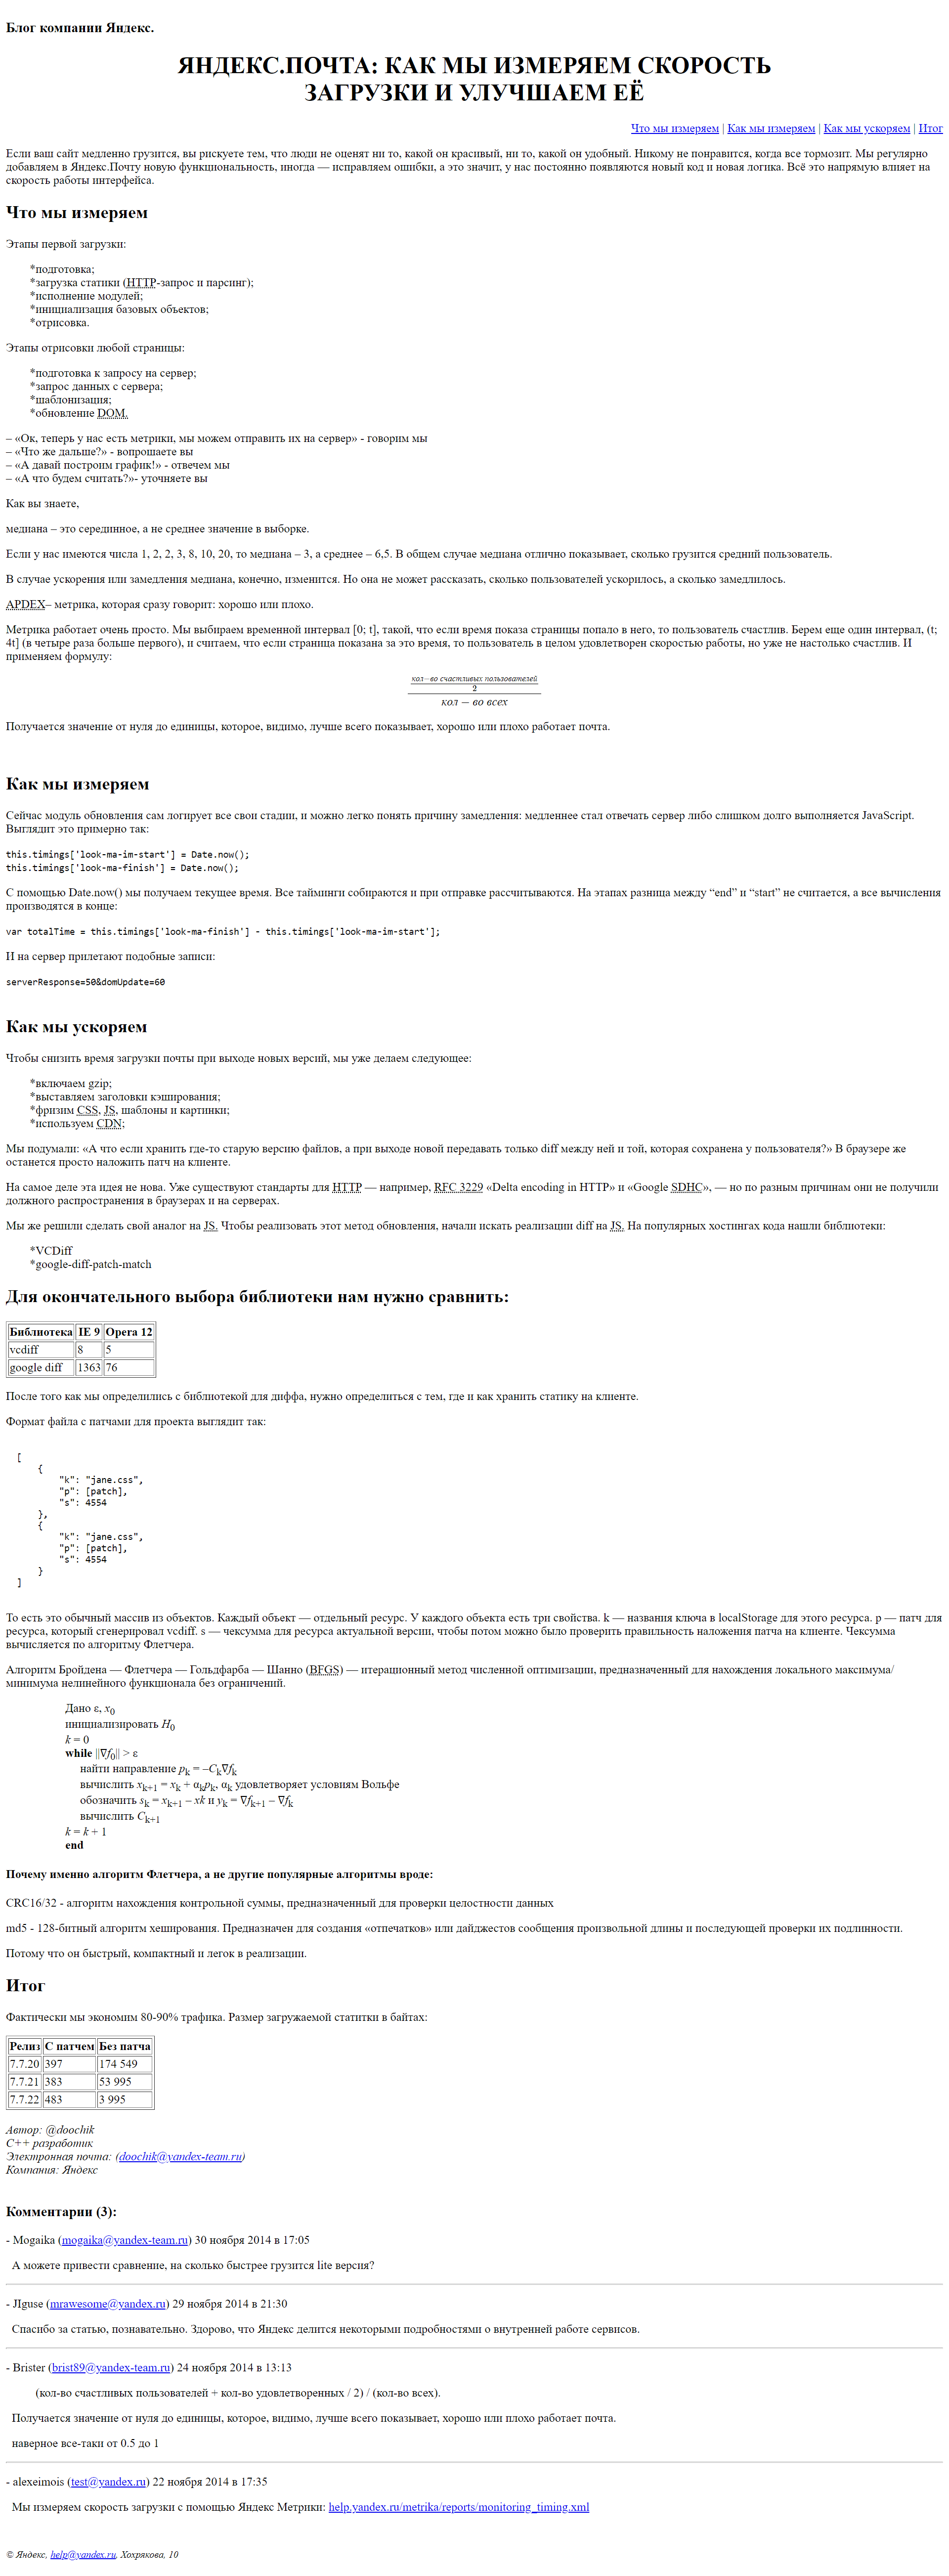 Блог компании Яндекс.
ЯНДЕКС.ПОЧТА: КАК МЫ ИЗМЕРЯЕМ СКОРОСТЬ
ЗАГРУЗКИ И УЛУЧШАЕМ ЕЁ
Что мы измеряем | Как мы измеряем | Как мы ускоряем | Итог
Если ваш сайт медленно грузится, вы рискуете тем, что люди не оценят ни то, какой он красивый, ни то, какой он удобный. Никому не понравится, когда все тормозит. Мы регулярно
добавляем в Яндекс.Почту новую функциональность, иногда — исправляем ошибки, а это значит, у нас постоянно появляются новый код и новая логика. Всё это напрямую влияет на
скорость работы интерфейса.
Что мы измеряем
Этапы первой загрузки:
*подготовка;
*загрузка статики (HTTP-запрос и парсинг);
*исполнение модулей;
*инициализация базовых объектов;
*отрисовка.
Этапы отрисовки любой страницы:
*подготовка к запросу на сервер;
*запрос данных с сервера;
*шаблонизация;
*обновление DOM.
– «Ок, теперь у нас есть метрики, мы можем отправить их на сервер» - говорим мы
– «Что же дальше?» - вопрошаете вы
– «А давай построим график!» - отвечем мы
– «А что будем считать?»- уточняете вы
Как вы знаете,
медиана – это серединное, а не среднее значение в выборке.
Если у нас имеются числа 1, 2, 2, 3, 8, 10, 20, то медиана – 3, а среднее – 6,5. В общем случае медиана отлично показывает, сколько грузится средний пользователь.
В случае ускорения или замедления медиана, конечно, изменится. Но она не может рассказать, сколько пользователей ускорилось, а сколько замедлилось.
APDEX– метрика, которая сразу говорит: хорошо или плохо.
Метрика работает очень просто. Мы выбираем временной интервал [0; t], такой, что если время показа страницы попало в него, то пользователь счастлив. Берем еще один интервал, (t;
4t] (в четыре раза больше первого), и считаем, что если страница показана за это время, то пользователь в целом удовлетворен скоростью работы, но уже не настолько счастлив. И
применяем формулу:
кол−во счастливых пользователей
2
кол − во всех
Получается значение от нуля до единицы, которое, видимо, лучше всего показывает, хорошо или плохо работает почта.
Как мы измеряем
Сейчас модуль обновления сам логирует все свои стадии, и можно легко понять причину замедления: медленнее стал отвечать сервер либо слишком долго выполняется JavaScript.
Выглядит это примерно так:
this.timings['look-ma-im-start'] = Date.now();
this.timings['look-ma-finish'] = Date.now();
С помощью Date.now() мы получаем текущее время. Все тайминги собираются и при отправке рассчитываются. На этапах разница между “end” и “start” не считается, а все вычисления
производятся в конце:
var totalTime = this.timings['look-ma-finish'] - this.timings['look-ma-im-start'];
И на сервер прилетают подобные записи:
serverResponse=50&domUpdate=60
Как мы ускоряем
Чтобы снизить время загрузки почты при выходе новых версий, мы уже делаем следующее:
*включаем gzip;
*выставляем заголовки кэширования;
*фризим CSS, JS, шаблоны и картинки;
*используем CDN;
Мы подумали: «А что если хранить где-то старую версию файлов, а при выходе новой передавать только diff между ней и той, которая сохранена у пользователя?» В браузере же
останется просто наложить патч на клиенте.
На самое деле эта идея не нова. Уже существуют стандарты для HTTP — например, RFC 3229 «Delta encoding in HTTP» и «Google SDHC», — но по разным причинам они не получили
должного распространения в браузерах и на серверах.
Мы же решили сделать свой аналог на JS. Чтобы реализовать этот метод обновления, начали искать реализации diff на JS. На популярных хостингах кода нашли библиотеки:
*VCDiff
*google-diff-patch-match
Для окончательного выбора библиотеки нам нужно сравнить:
Библиотека IE 9 Opera 12
vcdiff 8 5
google diff 1363 76
После того как мы определились с библиотекой для диффа, нужно определиться с тем, где и как хранить статику на клиенте.
Формат файла с патчами для проекта выглядит так:
[
{
"k": "jane.css",
"p": [patch],
"s": 4554
},
{
"k": "jane.css",
"p": [patch],
"s": 4554
}
]
То есть это обычный массив из объектов. Каждый объект — отдельный ресурс. У каждого объекта есть три свойства. k — названия ключа в localStorage для этого ресурса. p — патч для
ресурса, который сгенерировал vcdiff. s — чексумма для ресурса актуальной версии, чтобы потом можно было проверить правильность наложения патча на клиенте. Чексумма
вычисляется по алгоритму Флетчера.
Алгоритм Бройдена — Флетчера — Гольдфарба — Шанно (BFGS) — итерационный метод численной оптимизации, предназначенный для нахождения локального максимума/
минимума нелинейного функционала без ограничений.
Дано ε, x0
инициализировать H0
k = 0
while ||∇f0|| > ε
найти направление pk = –Ck∇fk
вычислить xk+1 = xk + αkpk, αk удовлетворяет условиям Вольфе
обозначить sk = xk+1 – xk и yk = ∇fk+1 – ∇fk
вычислить Ck+1
k = k + 1
end
Почему именно алгоритм Флетчера, а не другие популярные алгоритмы вроде:
CRC16/32 - алгоритм нахождения контрольной суммы, предназначенный для проверки целостности данных
md5 - 128-битный алгоритм хеширования. Предназначен для создания «отпечатков» или дайджестов сообщения произвольной длины и последующей проверки их подлинности.
Потому что он быстрый, компактный и легок в реализации.
Итог
Фактически мы экономим 80-90% трафика. Размер загружаемой статитки в байтах:
Релиз С патчем Без патча
7.7.20 397 174 549
7.7.21 383 53 995
7.7.22 483 3 995
Автор: @doochik
С++ разработик
Электронная почта: (doochik@yandex-team.ru)
Компания: Яндекс
Комментарии (3):
- Mogaika (mogaika@yandex-team.ru) 30 ноября 2014 в 17:05
А можете привести сравнение, на сколько быстрее грузится lite версия?
- JIguse (mrawesome@yandex.ru) 29 ноября 2014 в 21:30
Спасибо за статью, познавательно. Здорово, что Яндекс делится некоторыми подробностями о внутренней работе сервисов.
- Brister (brist89@yandex-team.ru) 24 ноября 2014 в 13:13
(кол-во счастливых пользователей + кол-во удовлетворенных / 2) / (кол-во всех).
Получается значение от нуля до единицы, которое, видимо, лучше всего показывает, хорошо или плохо работает почта.
наверное все-таки от 0.5 до 1
- alexeimois (test@yandex.ru) 22 ноября 2014 в 17:35
Мы измеряем скорость загрузки с помощью Яндекс Метрики: help.yandex.ru/metrika/reports/monitoring_timing.xml
© Яндекс, help@yandex.ru, Хохрякова, 10